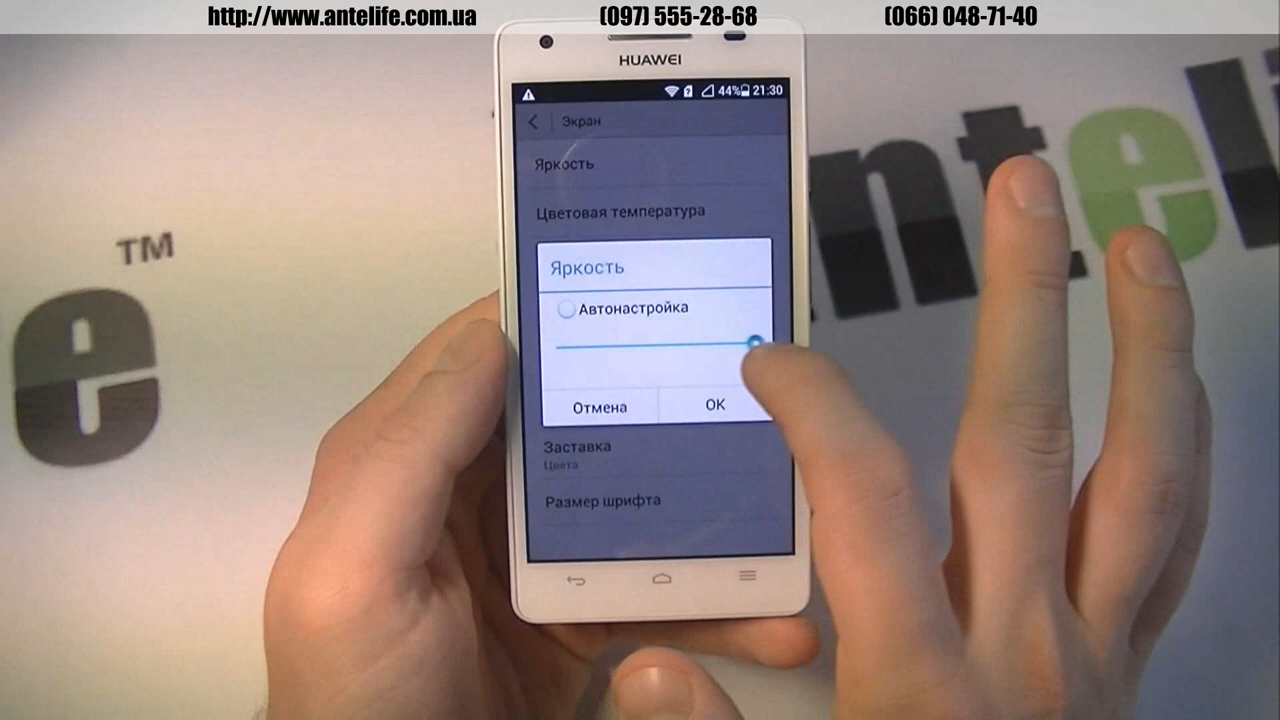 http://www.antelife.com.ua (097) 555-28-68 (066) 048-71-40
HUAWEI
44% 21:30
Экран
Яркость
Цветовая температура
Яркость
Автонастройка
Отмена OK
Заставка
Цвета
Размер шрифта
TM
e
antel